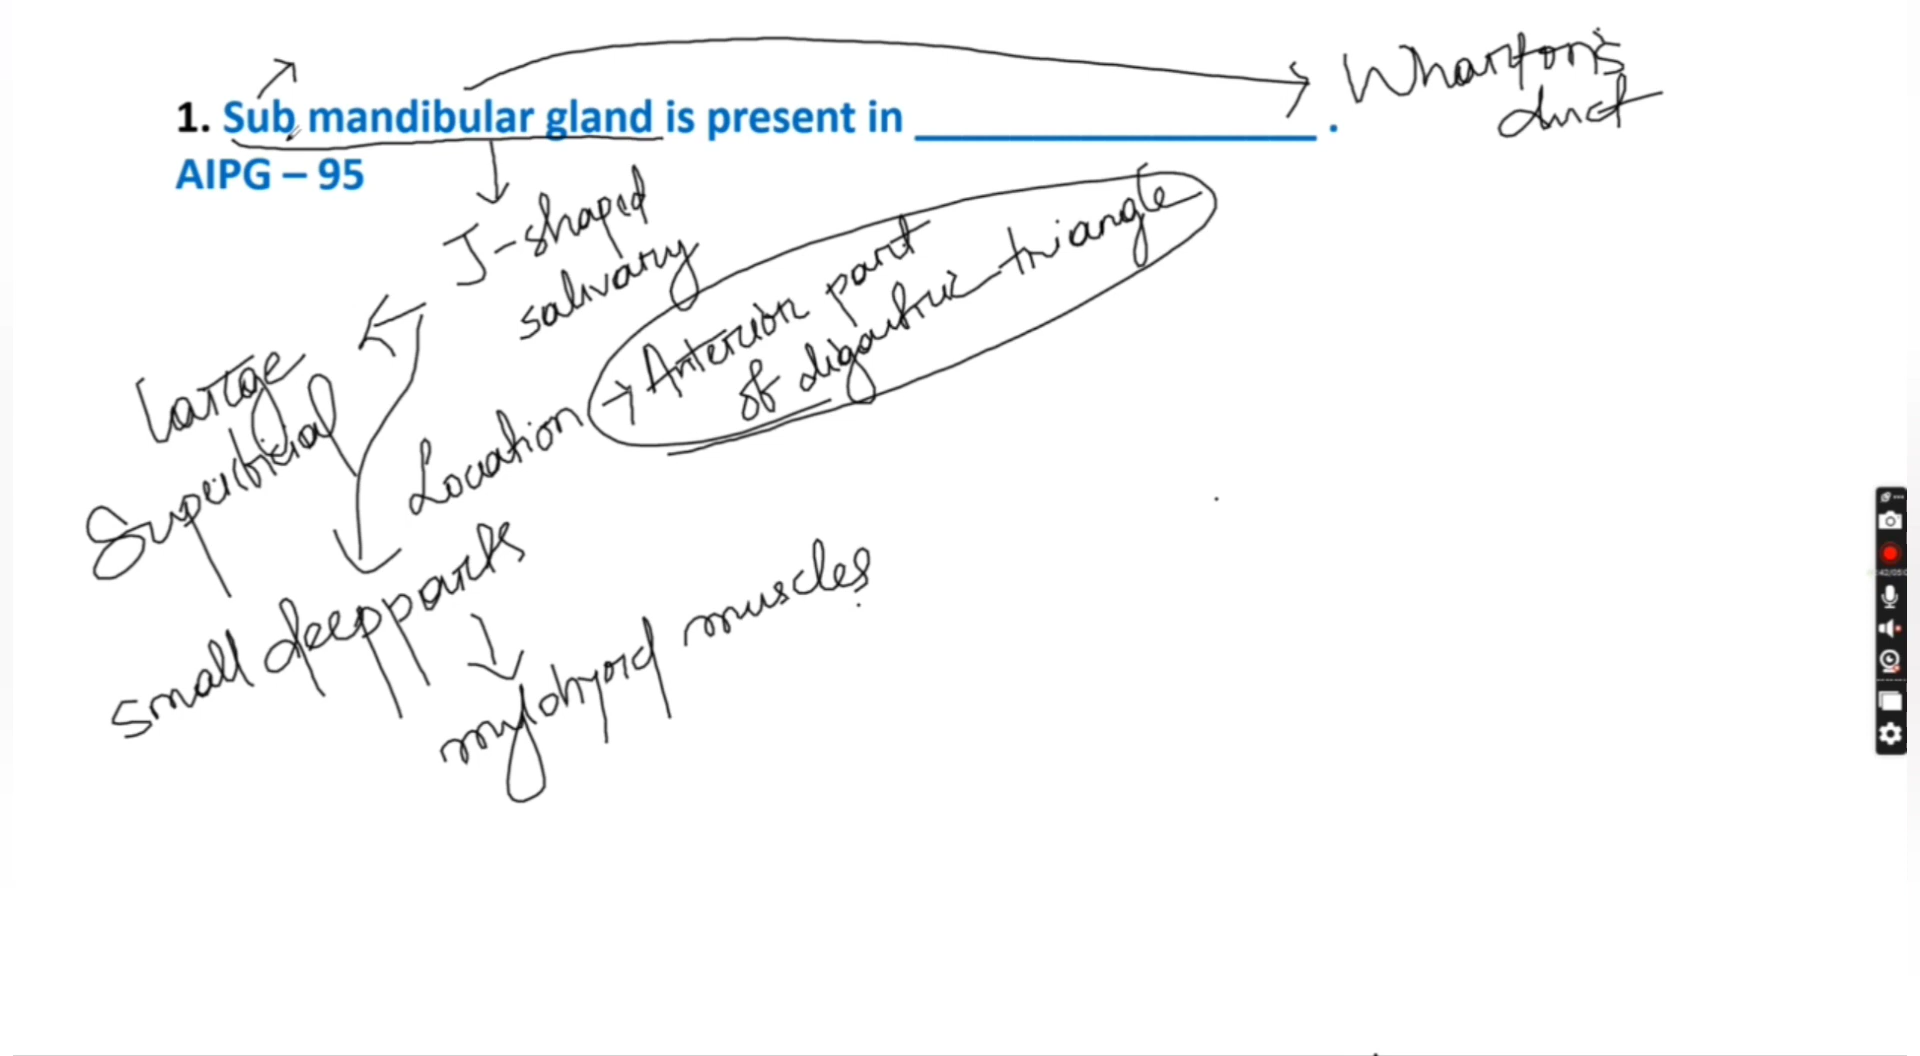 Wharton's
duct
1. Sub mandibular gland is present in ____________________ .
AIPG – 95
J-shaped
salivary
Large
Superficial
Location → Anterior part
of digastric triangle
small deep parts
mylohyoid muscles